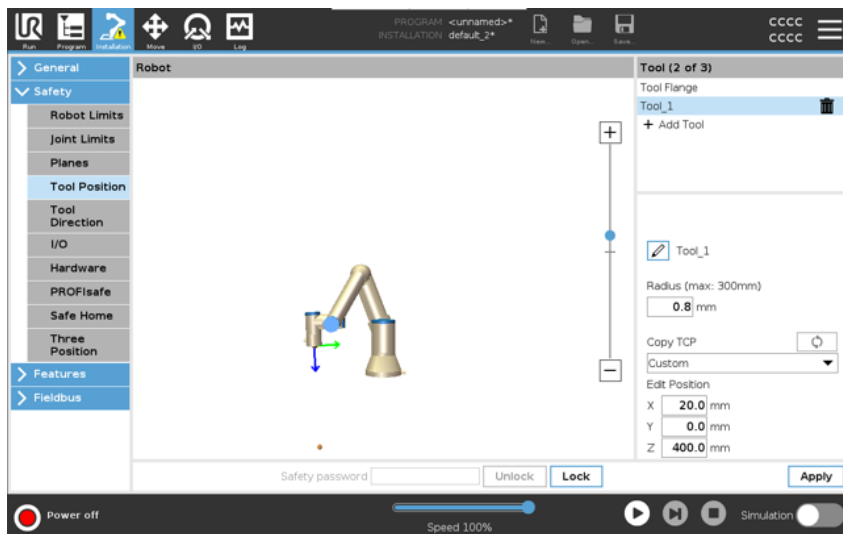 UR
PROGRAM <unnamed>*
INSTALLATION default_2*
CCCC
CCCC
Run
Program
Installation
Move
I/O
Log
New...
Open...
Save...
General
Safety
Robot Limits
Joint Limits
Planes
Tool Position
Tool
Direction
I/O
Hardware
PROFIsafe
Safe Home
Three
Position
Features
Fieldbus
Robot
Tool (2 of 3)
Tool Flange
Tool_1
+ Add Tool
Tool_1
Radius (max: 300mm)
0.8 mm
Copy TCP
Custom
Edit Position
X 20.0 mm
Y 0.0 mm
Z 400.0 mm
Safety password
Unlock
Lock
Apply
Power off
Speed 100%
Simulation